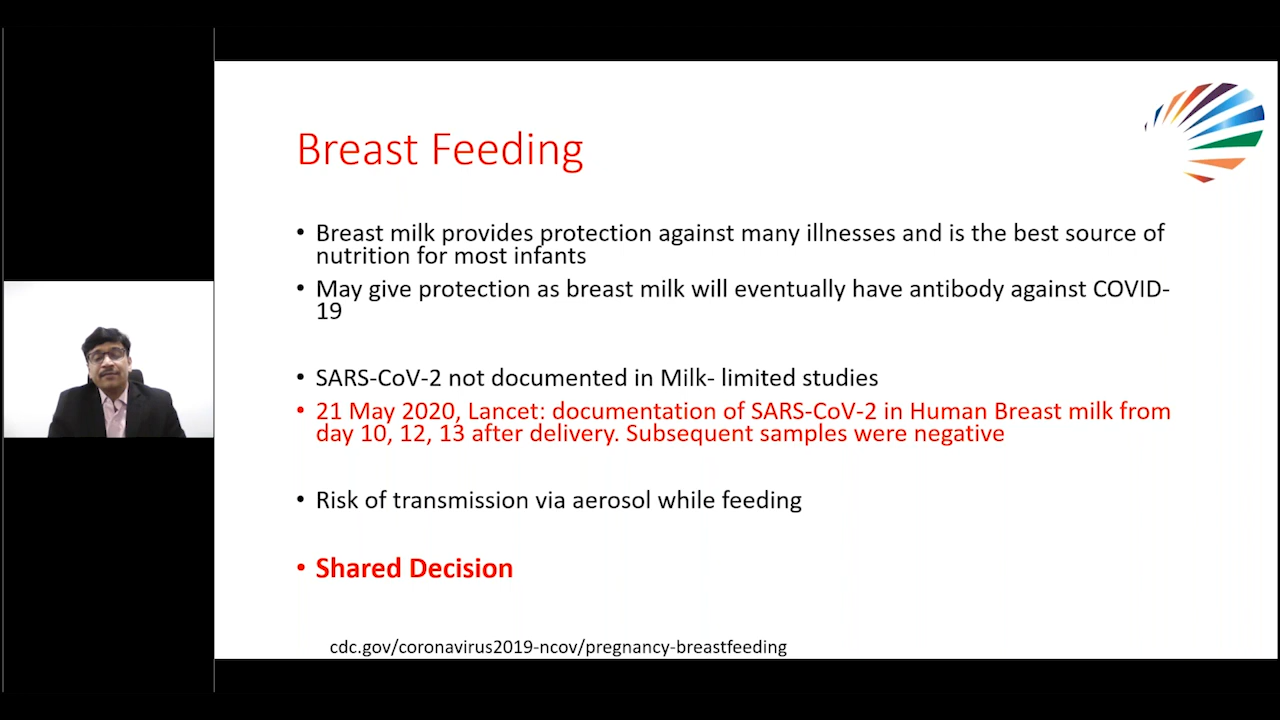 Breast Feeding
• Breast milk provides protection against many illnesses and is the best source of
nutrition for most infants
• May give protection as breast milk will eventually have antibody against COVID-
19
• SARS-CoV-2 not documented in Milk- limited studies
• 21 May 2020, Lancet: documentation of SARS-CoV-2 in Human Breast milk from
day 10, 12, 13 after delivery. Subsequent samples were negative
• Risk of transmission via aerosol while feeding
• Shared Decision
cdc.gov/coronavirus2019-ncov/pregnancy-breastfeeding